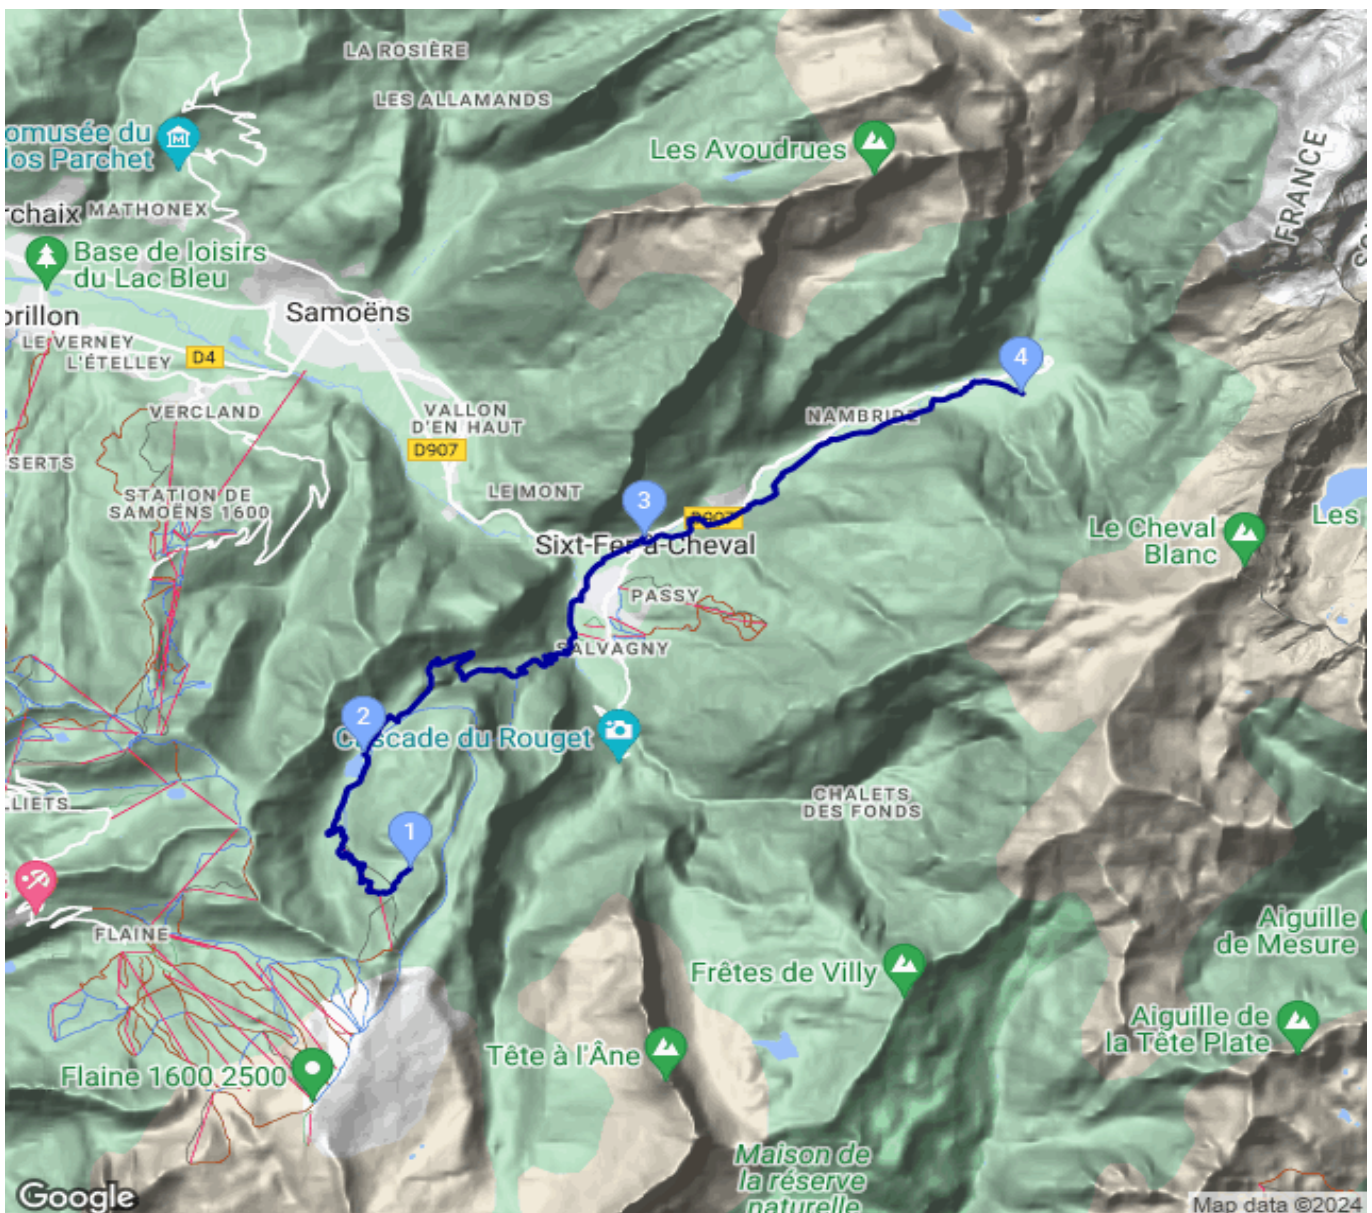 LA ROSIÈRE
LES ALLAMANDS
omusée du
los Parchet
Les Avoudrues
FRANCE
rchaix
MATHONEX
Base de loisirs
du Lac Bleu
orillon
Samoëns
LE VERNEY
L'ÉTELLEY
D4
4
VERCLAND
VALLON
D'EN HAUT
NAMBRIDE
D907
SERTS
STATION DE
SAMOËNS 1600
LE MONT
3
D907
Le Cheval
Blanc
Les
Sixt-Fer-à-Cheval
PASSY
SALVAGNY
2
Cascade du Rouget
LLIETS
CHALETS
DES FONDS
1
FLAINE
Aiguille
de Mesure
Frêtes de Villy
Aiguille de
la Tête Plate
Tête à l'Âne
Flaine 1600 2500
Maison de
la réserve
naturelle
Google
Map data ©2024